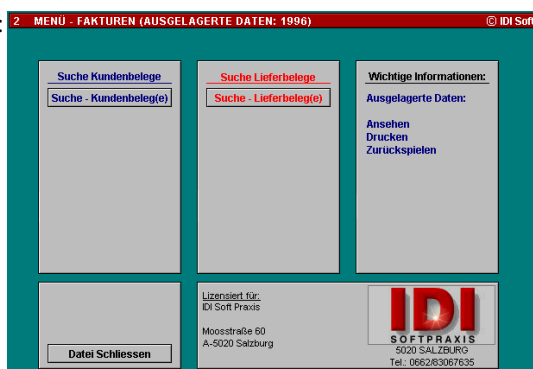 2 MENÜ - FAKTUREN (AUSGELAGERTE DATEN: 1996) © IDI Soft
Suche Kundenbelege
Suche - Kundenbeleg(e)
Suche Lieferbelege
Suche - Lieferbeleg(e)
Wichtige Informationen:
Ausgelagerte Daten:
Ansehen
Drucken
Zurückspielen
Datei Schliessen
Lizensiert für:
IDI Soft Praxis
Moosstraße 60
A-5020 Salzburg
IDI
SOFTPRAXIS
5020 SALZBURG
Tel.: 0662/83067635